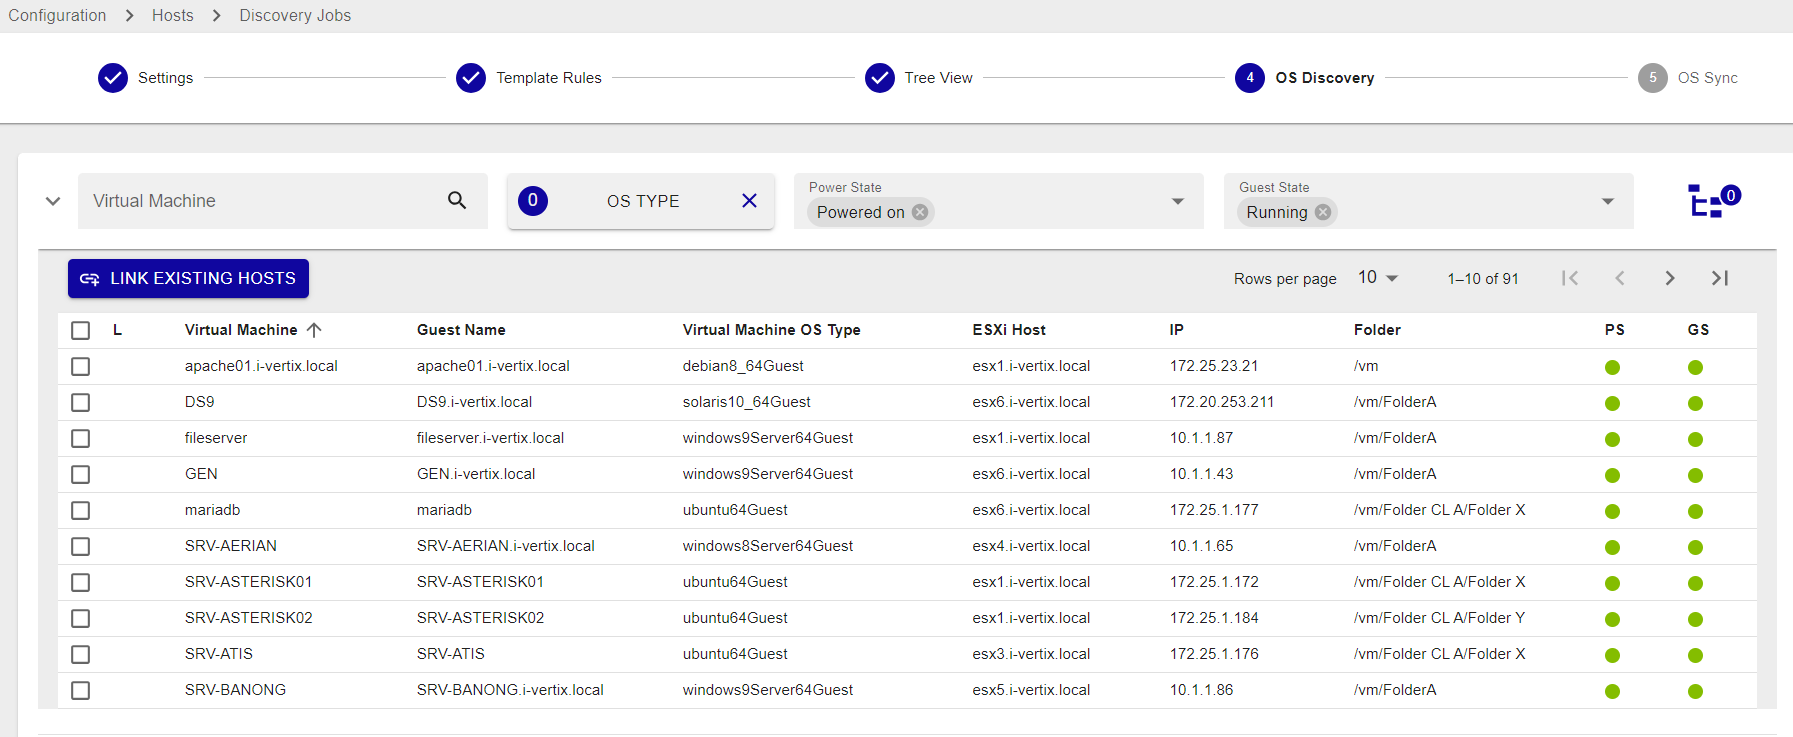 Configuration > Hosts > Discovery Jobs
Settings Template Rules Tree View 4 OS Discovery 5 OS Sync
Virtual Machine 0 OS TYPE Power State Powered on Guest State Running 0
LINK EXISTING HOSTS Rows per page 10 1–10 of 91
L Virtual Machine Guest Name Virtual Machine OS Type ESXi Host IP Folder PS GS
apache01.i-vertix.local apache01.i-vertix.local debian8_64Guest esx1.i-vertix.local 172.25.23.21 /vm
DS9 DS9.i-vertix.local solaris10_64Guest esx6.i-vertix.local 172.20.253.211 /vm/FolderA
fileserver fileserver.i-vertix.local windows9Server64Guest esx1.i-vertix.local 10.1.1.87 /vm/FolderA
GEN GEN.i-vertix.local windows9Server64Guest esx6.i-vertix.local 10.1.1.43 /vm/FolderA
mariadb mariadb ubuntu64Guest esx6.i-vertix.local 172.25.1.177 /vm/Folder CL A/Folder X
SRV-AERIAN SRV-AERIAN.i-vertix.local windows8Server64Guest esx4.i-vertix.local 10.1.1.65 /vm/FolderA
SRV-ASTERISK01 SRV-ASTERISK01 ubuntu64Guest esx1.i-vertix.local 172.25.1.172 /vm/Folder CL A/Folder X
SRV-ASTERISK02 SRV-ASTERISK02 ubuntu64Guest esx1.i-vertix.local 172.25.1.184 /vm/Folder CL A/Folder Y
SRV-ATIS SRV-ATIS ubuntu64Guest esx3.i-vertix.local 172.25.1.176 /vm/Folder CL A/Folder X
SRV-BANONG SRV-BANONG.i-vertix.local windows9Server64Guest esx5.i-vertix.local 10.1.1.86 /vm/FolderA